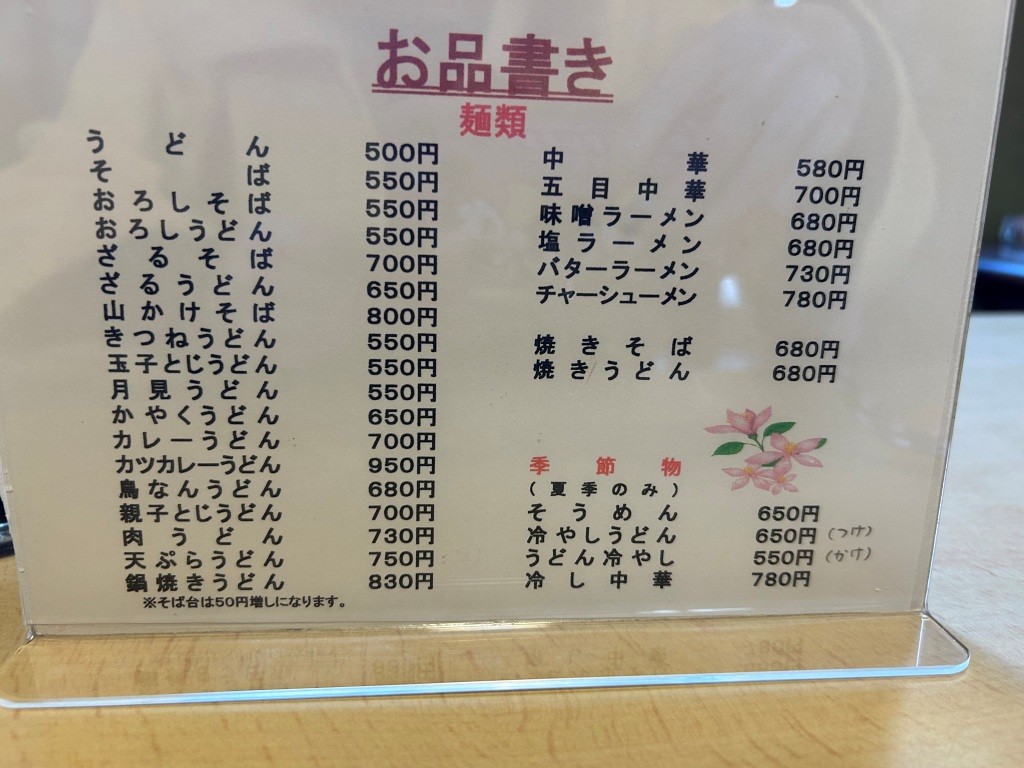 お品書き
麺類
うどん 500円
そば 550円
おろしそば 550円
おろしうどん 550円
ざるそば 700円
ざるうどん 650円
山かけそば 800円
きつねうどん 550円
玉子とじうどん 550円
月見うどん 550円
かやくうどん 650円
カレーうどん 700円
カツカレーうどん 950円
鳥なんうどん 680円
親子とじうどん 700円
肉うどん 730円
天ぷらうどん 750円
鍋焼きうどん 830円
※そば台は50円増しになります。
中華 580円
五目中華 700円
味噌ラーメン 680円
塩ラーメン 680円
バターラーメン 730円
チャーシューメン 780円
焼きそば 680円
焼きうどん 680円
季節物
(夏季のみ)
そうめん 650円
冷やしうどん 650円 (つけ)
うどん冷やし 550円 (かけ)
冷し中華 780円